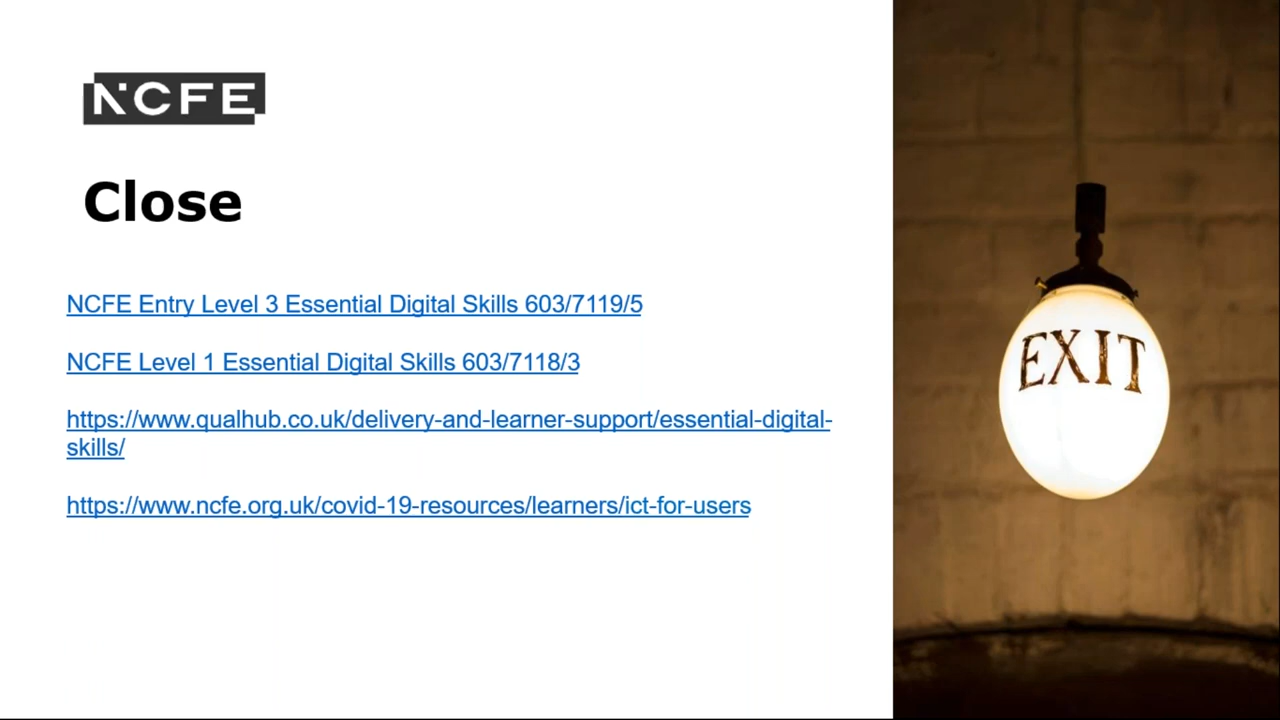 NCFE
Close
NCFE Entry Level 3 Essential Digital Skills 603/7119/5
NCFE Level 1 Essential Digital Skills 603/7118/3
https://www.qualhub.co.uk/delivery-and-learner-support/essential-digital-
skills/
https://www.ncfe.org.uk/covid-19-resources/learners/ict-for-users
EXIT